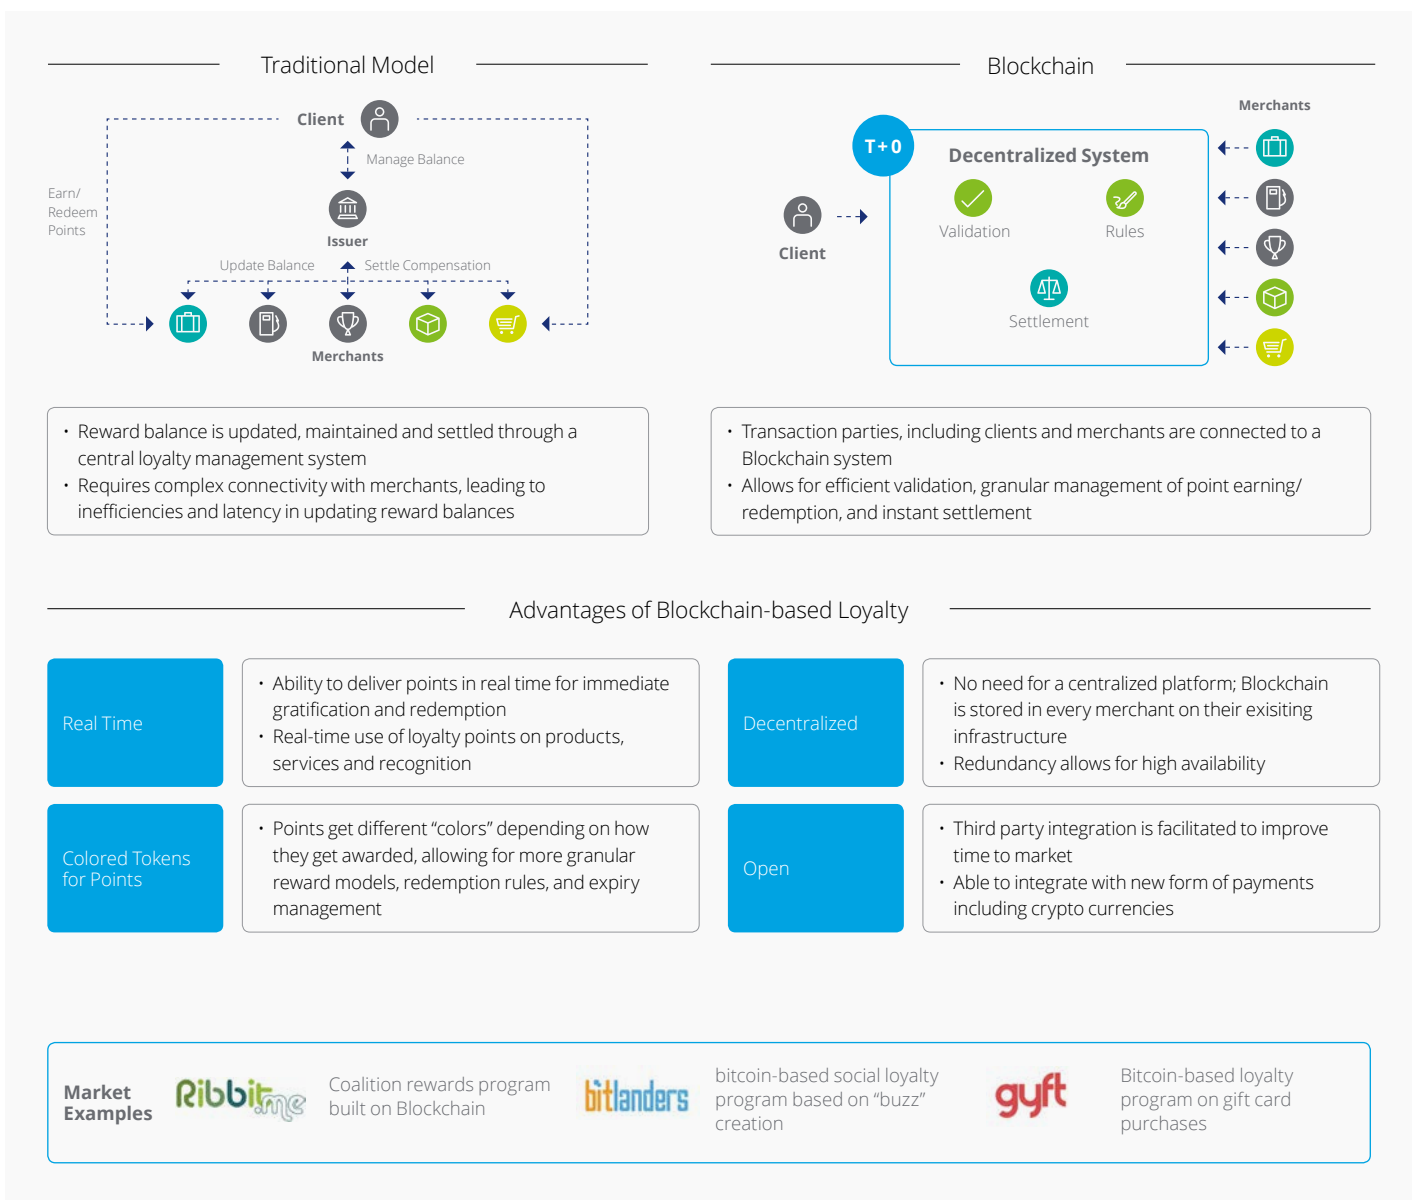 Traditional Model
Client
Manage Balance
Earn/
Redeem
Points
Issuer
Update Balance
Settle Compensation
Merchants
• Reward balance is updated, maintained and settled through a
central loyalty management system
• Requires complex connectivity with merchants, leading to
inefficiencies and latency in updating reward balances
Blockchain
Merchants
T+0
Decentralized System
Validation
Rules
Client
Settlement
• Transaction parties, including clients and merchants are connected to a
Blockchain system
• Allows for efficient validation, granular management of point earning/
redemption, and instant settlement
Advantages of Blockchain-based Loyalty
Real Time
• Ability to deliver points in real time for immediate
gratification and redemption
• Real-time use of loyalty points on products,
services and recognition
Decentralized
• No need for a centralized platform; Blockchain
is stored in every merchant on their exisiting
infrastructure
• Redundancy allows for high availability
Colored Tokens
for Points
• Points get different “colors” depending on how
they get awarded, allowing for more granular
reward models, redemption rules, and expiry
management
Open
• Third party integration is facilitated to improve
time to market
• Able to integrate with new form of payments
including crypto currencies
Market
Examples
Ribbit.me
Coalition rewards program
built on Blockchain
bitlanders
bitcoin-based social loyalty
program based on “buzz”
creation
gyft
Bitcoin-based loyalty
program on gift card
purchases